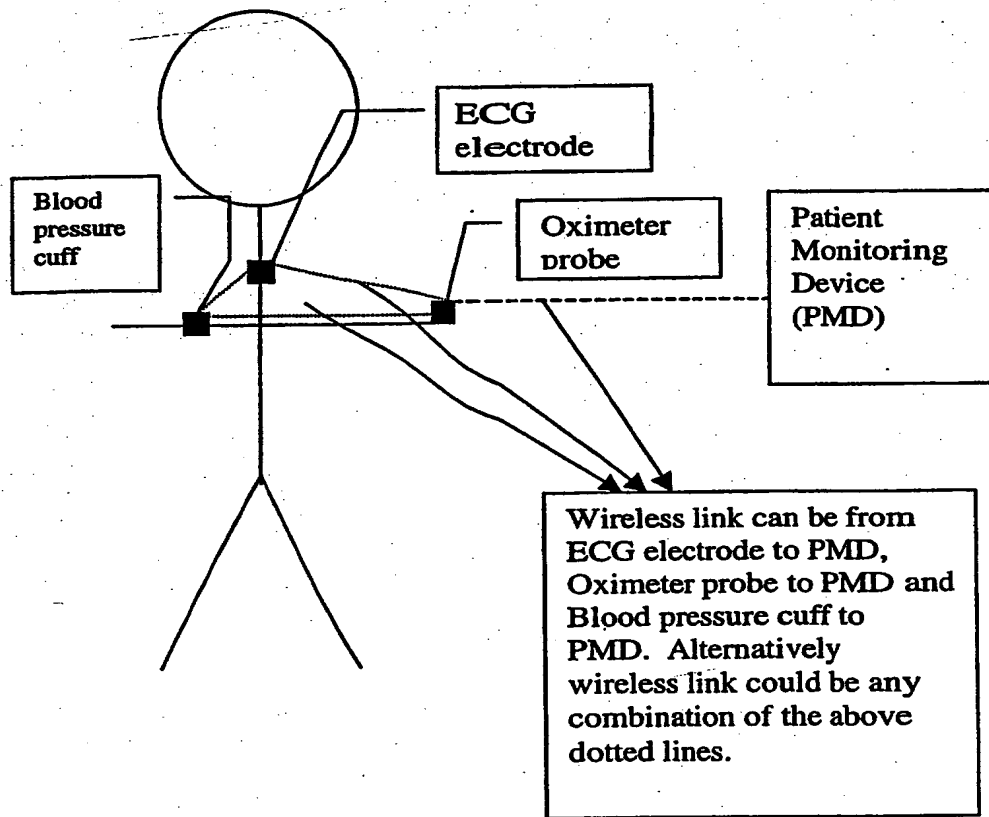 ECG
electrode
Blood
pressure
cuff
Oximeter
probe
Patient
Monitoring
Device
(PMD)
Wireless link can be from
ECG electrode to PMD,
Oximeter probe to PMD and
Blood pressure cuff to
PMD. Alternatively
wireless link could be any
combination of the above
dotted lines.